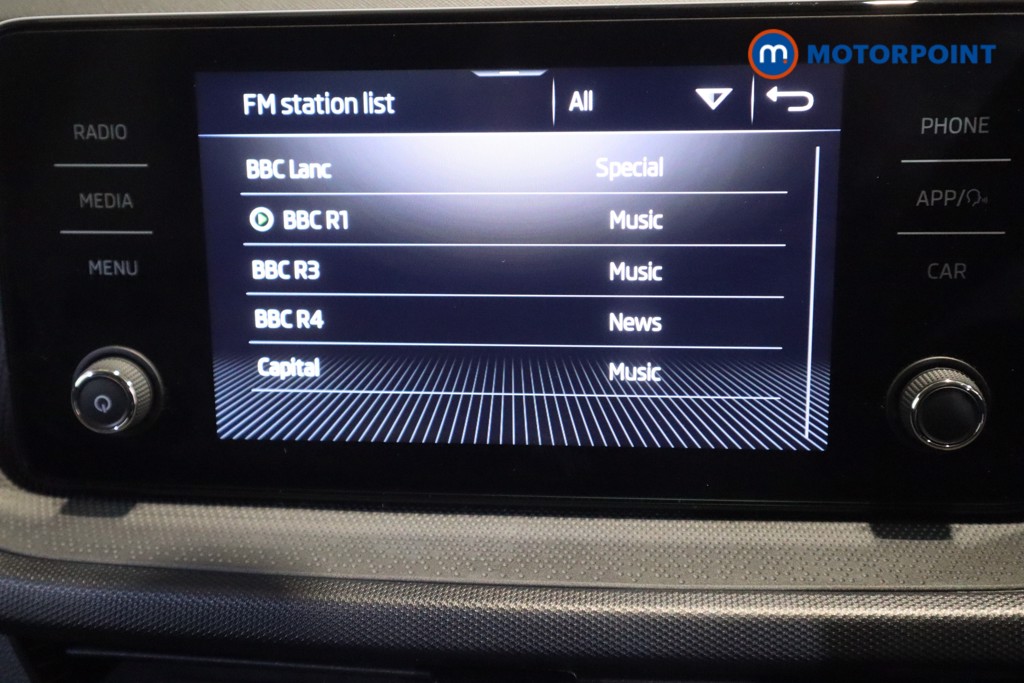 m MOTORPOINT
FM station list All
RADIO
MEDIA
MENU
BBC Lanc Special
BBC R1 Music
BBC R3 Music
BBC R4 News
Capital Music
PHONE
APP/
CAR